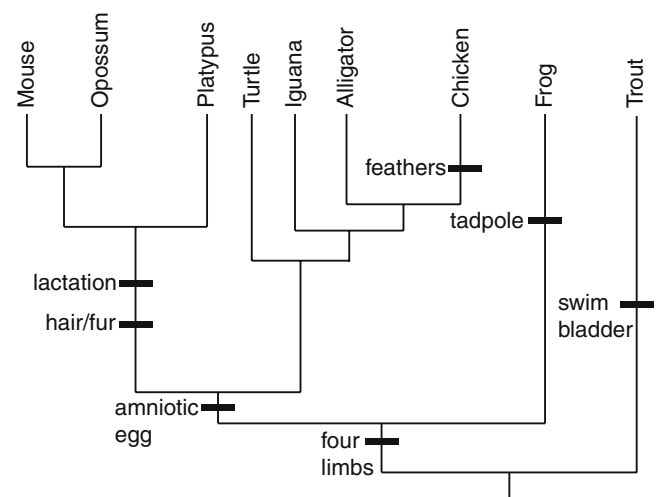 Mouse
Opossum
Platypus
Turtle
Iguana
Alligator
Chicken
Frog
Trout
feathers
tadpole
lactation
hair/fur
swim
bladder
amniotic
egg
four
limbs